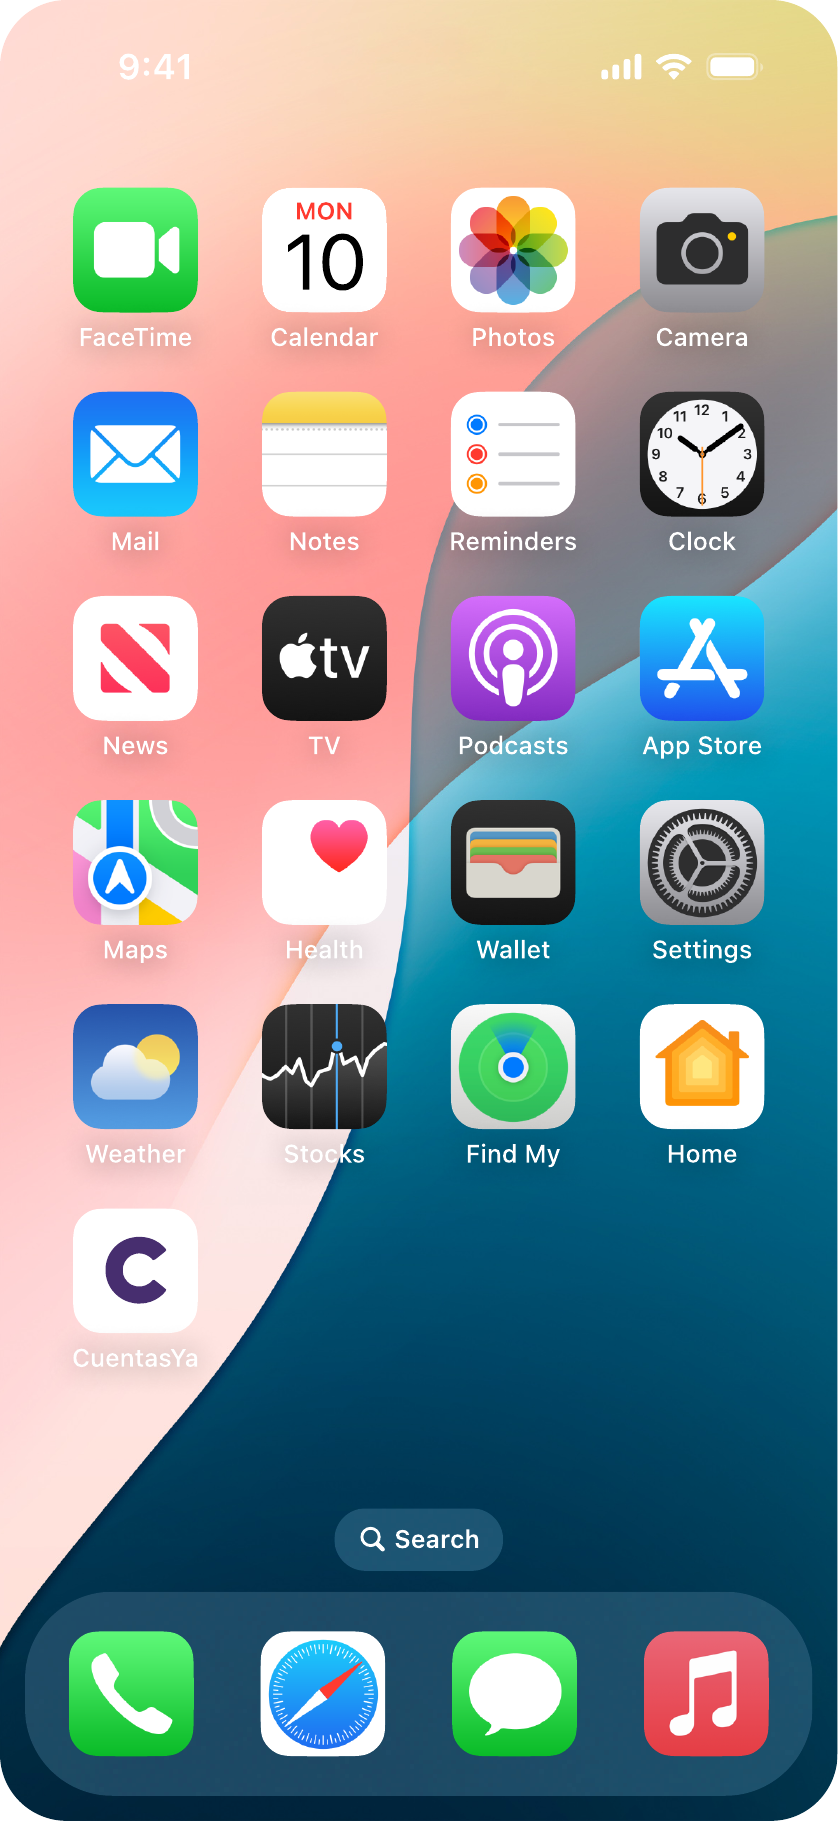 9:41
MON
10
FaceTime
Calendar
Photos
Camera
12
11
1
10
2
9
3
8
4
7
6
5
Mail
Notes
Reminders
Clock
tv
News
TV
Podcasts
App Store
Maps
Health
Wallet
Settings
Weather
Stocks
Find My
Home
C
CuentasYa
Search